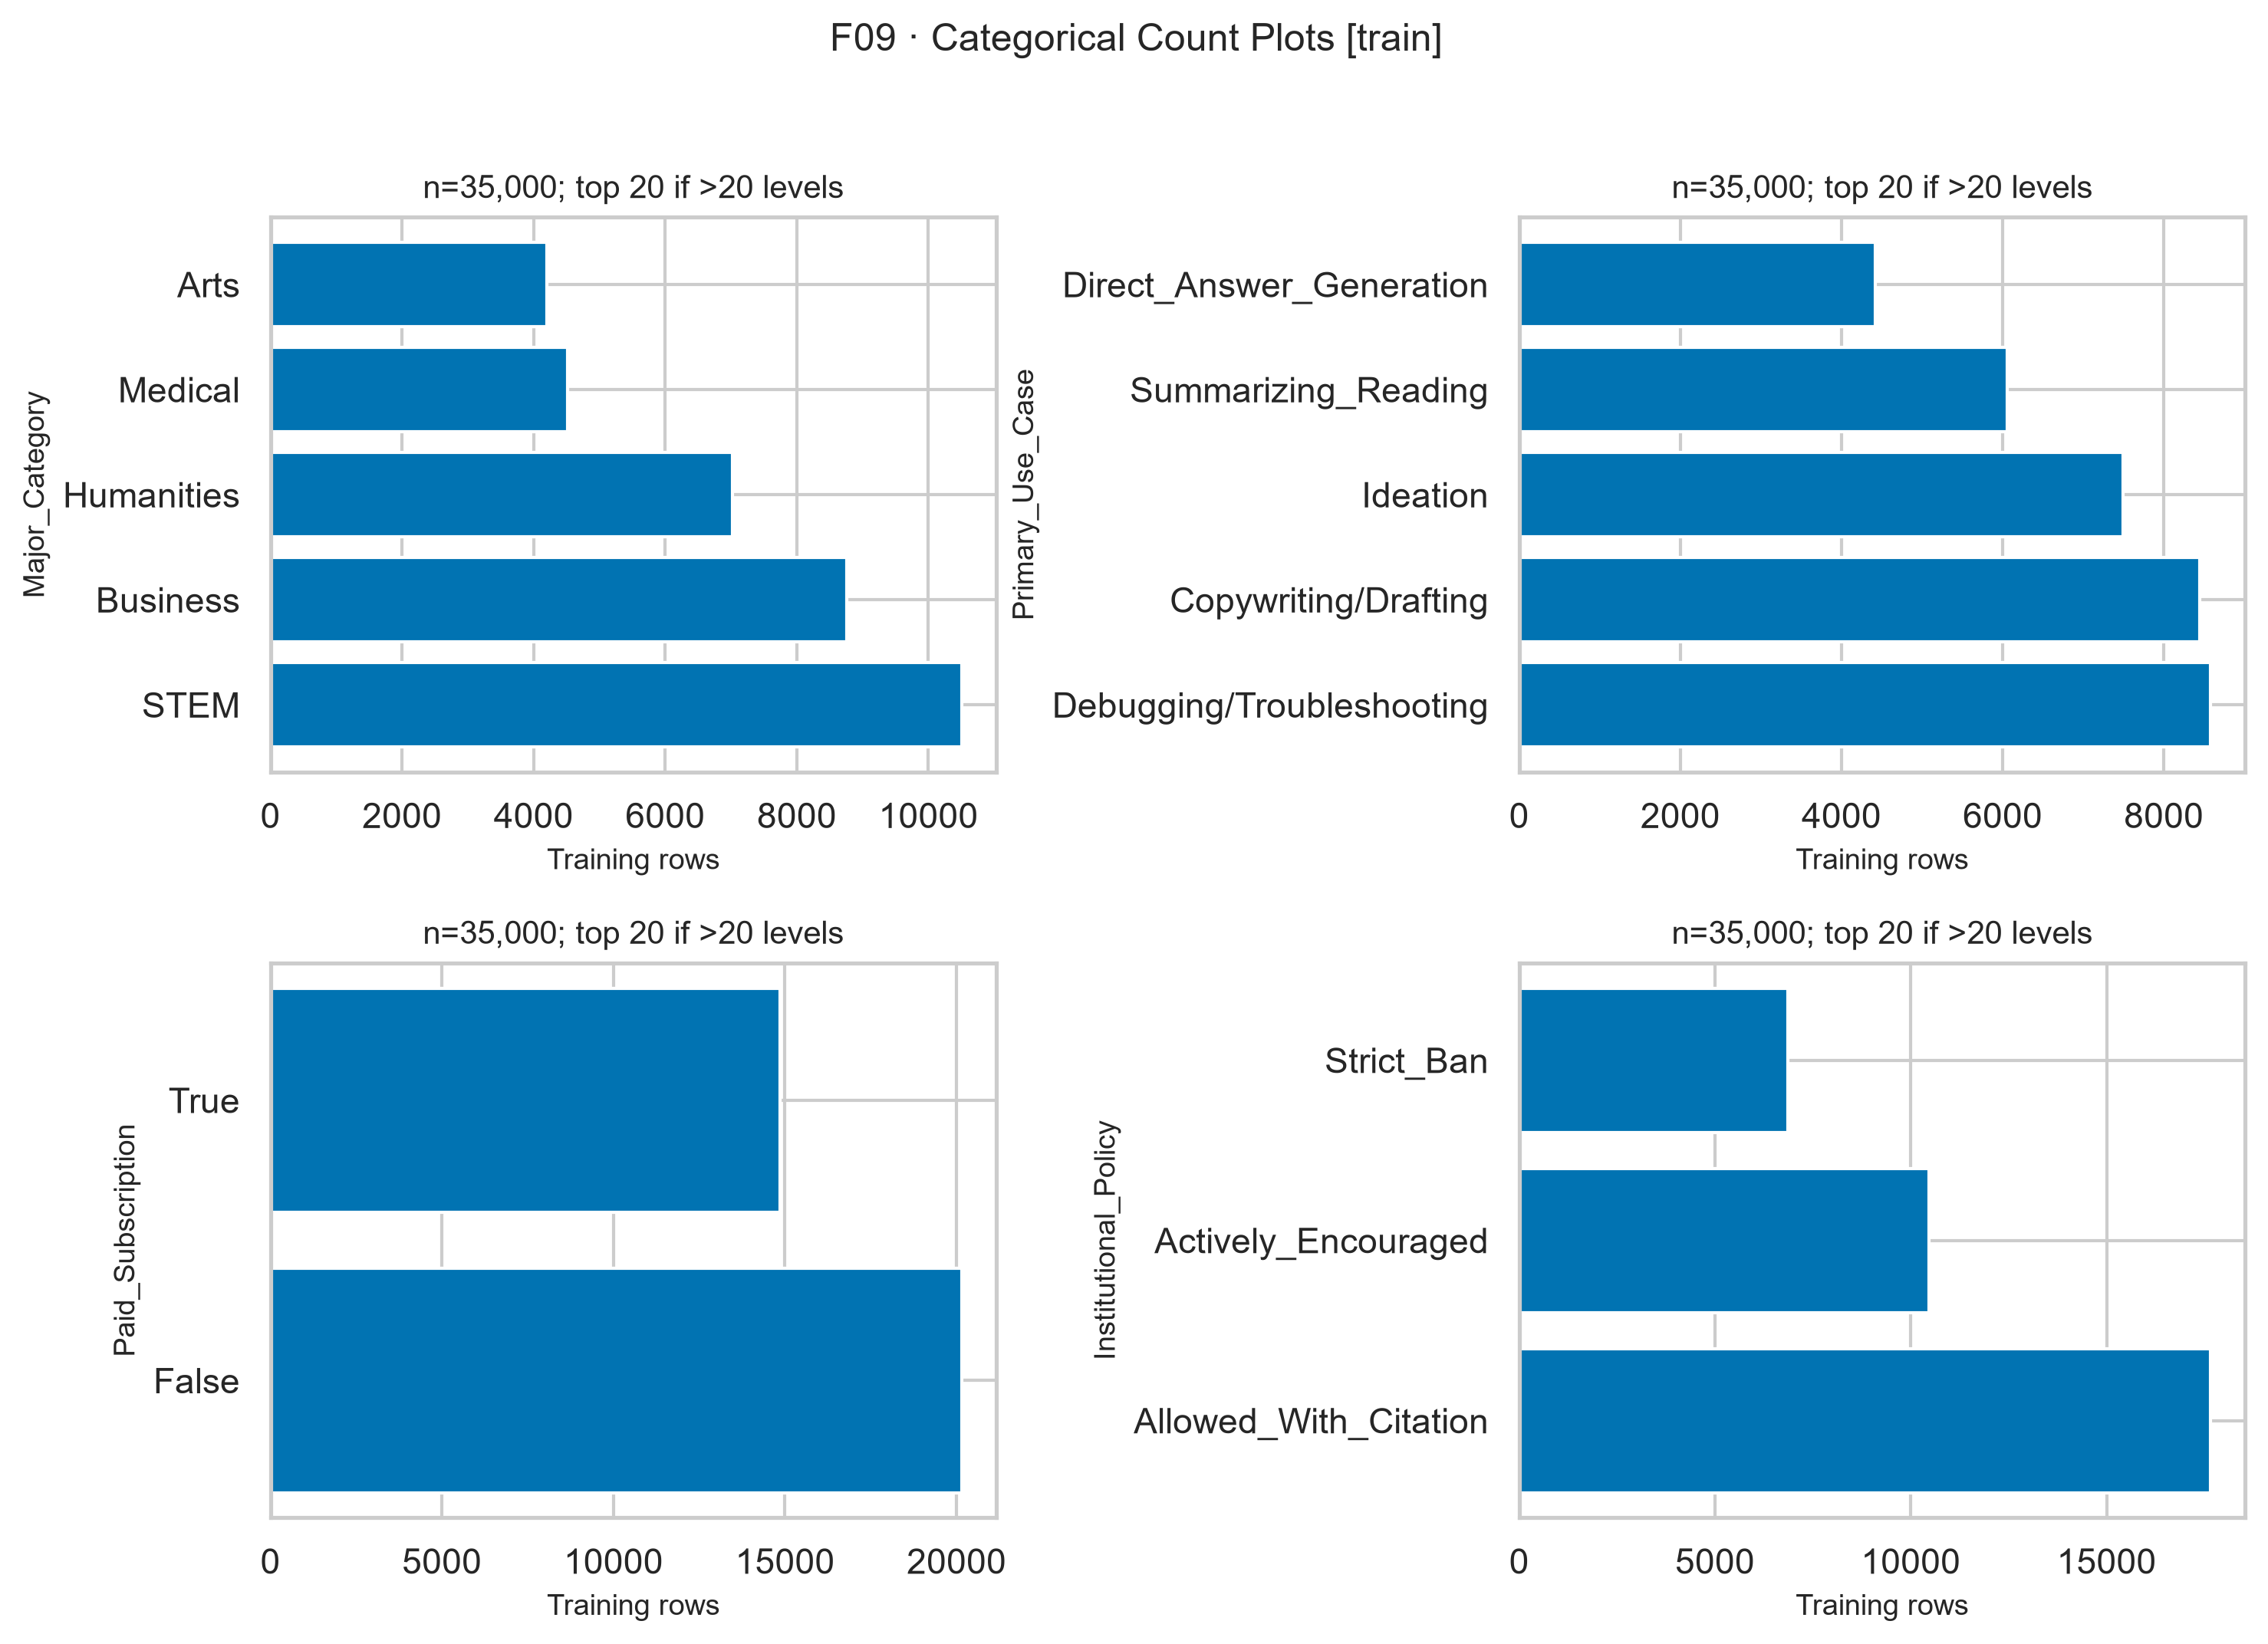 F09 · Categorical Count Plots [train]
n=35,000; top 20 if >20 levels
Major_Category
Arts
Medical
Humanities
Business
STEM
0 2000 4000 6000 8000 10000
Training rows
n=35,000; top 20 if >20 levels
Primary_Use_Case
Direct_Answer_Generation
Summarizing_Reading
Ideation
Copywriting/Drafting
Debugging/Troubleshooting
0 2000 4000 6000 8000
Training rows
n=35,000; top 20 if >20 levels
Paid_Subscription
True
False
0 5000 10000 15000 20000
Training rows
n=35,000; top 20 if >20 levels
Institutional_Policy
Strict_Ban
Actively_Encouraged
Allowed_With_Citation
0 5000 10000 15000
Training rows